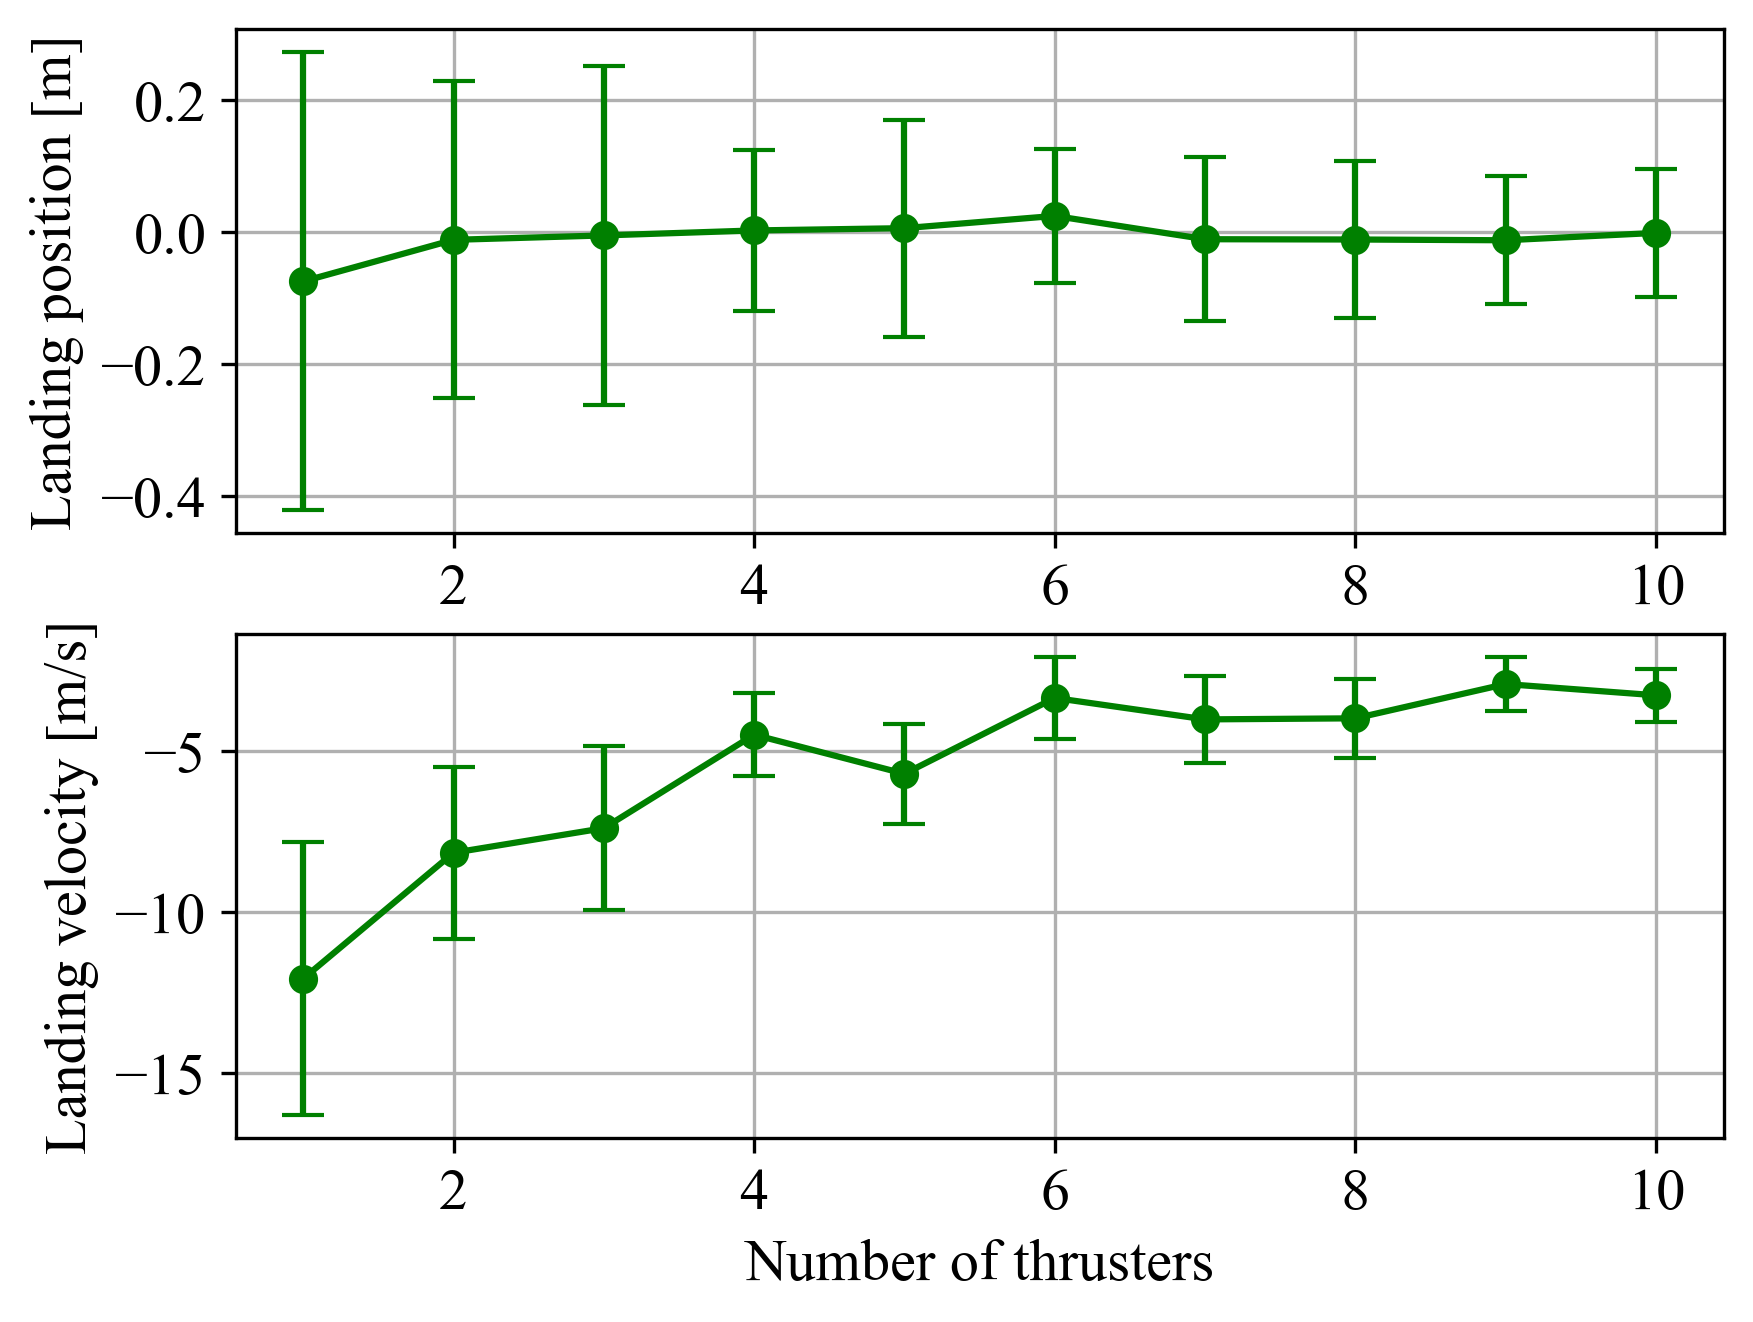 Landing position [m]
0.2
0.0
−0.2
−0.4
2 4 6 8 10
Landing velocity [m/s]
−5
−10
−15
2 4 6 8 10
Number of thrusters